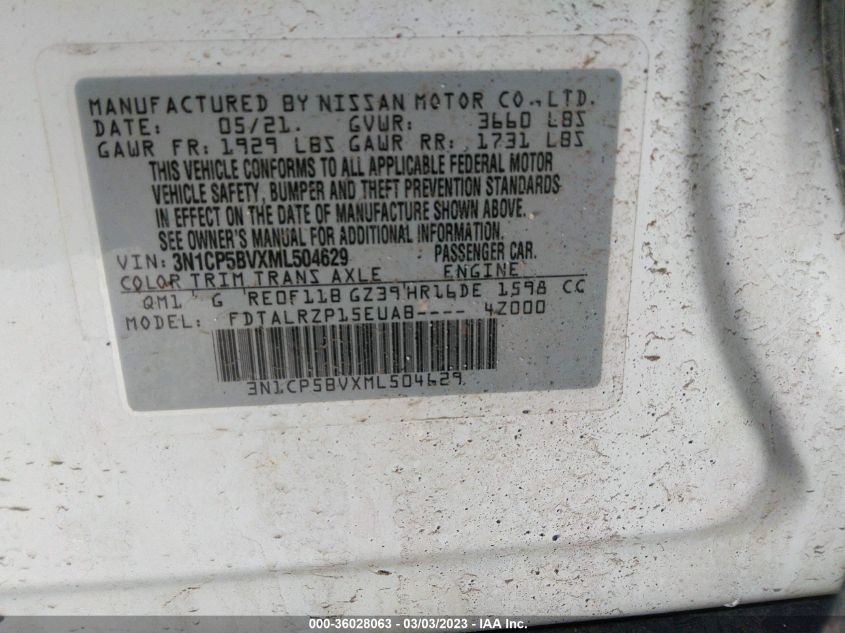 MANUFACTURED BY NISSAN MOTOR CO., LTD.
DATE: 05/21. GVWR: 3660 LBS
GAWR FR: 1929 LBS GAWR RR: 1731 LBS
THIS VEHICLE CONFORMS TO ALL APPLICABLE FEDERAL MOTOR
VEHICLE SAFETY, BUMPER AND THEFT PREVENTION STANDARDS
IN EFFECT ON THE DATE OF MANUFACTURE SHOWN ABOVE.
SEE OWNER'S MANUAL FOR ADDITIONAL INFORMATION.
VIN: 3N1CP5BVXML504629 PASSENGER CAR.
COLOR TRIM TRANS AXLE ENGINE
QM1 G RE0F11B GZ39 HR16DE 1598 CC
MODEL: FDTALRZP15EUAB---- 4Z000
3N1CP5BVXML504629
000-36028063 - 03/03/2023 - IAA, Inc.